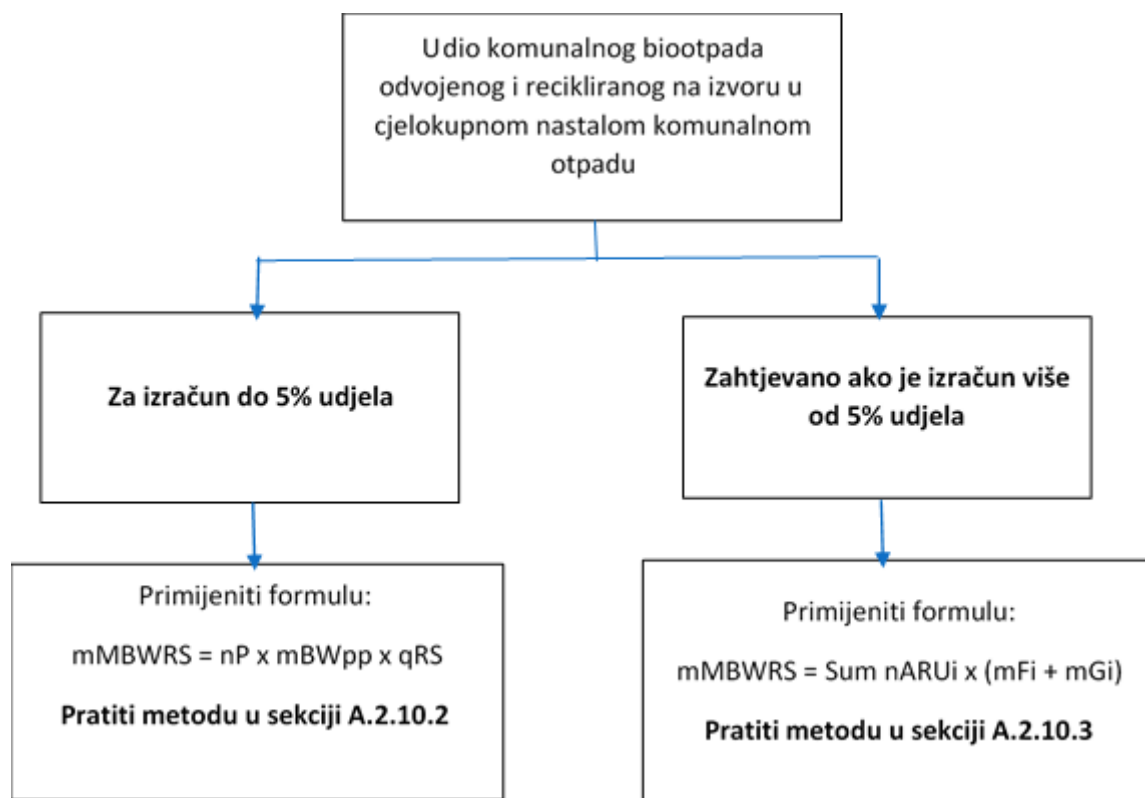 Udio komunalnog biootpada
odvojenog i recikliranog na izvoru u
cjelokupnom nastalom komunalnom
otpadu
Za izračun do 5% udjela
Zahtjevano ako je izračun više
od 5% udjela
Primijeniti formulu:
mMBWRS = nP x mBWpp x qRS
Pratiti metodu u sekciji A.2.10.2
Primijeniti formulu:
mMBWRS = Sum nARUi x (mFi + mGi)
Pratiti metodu u sekciji A.2.10.3